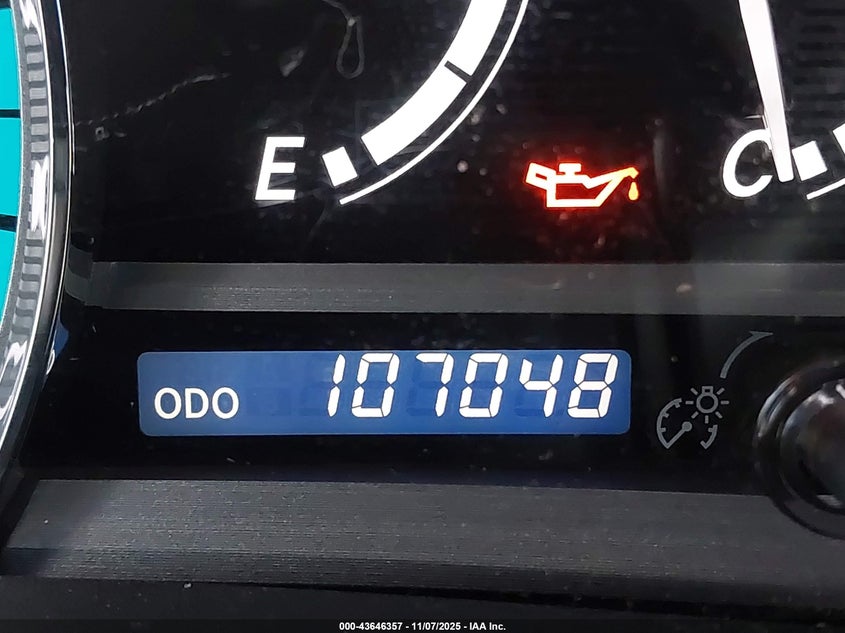 E
C
ODO 107048
000-43646357 - 11/07/2025 - IAA Inc.